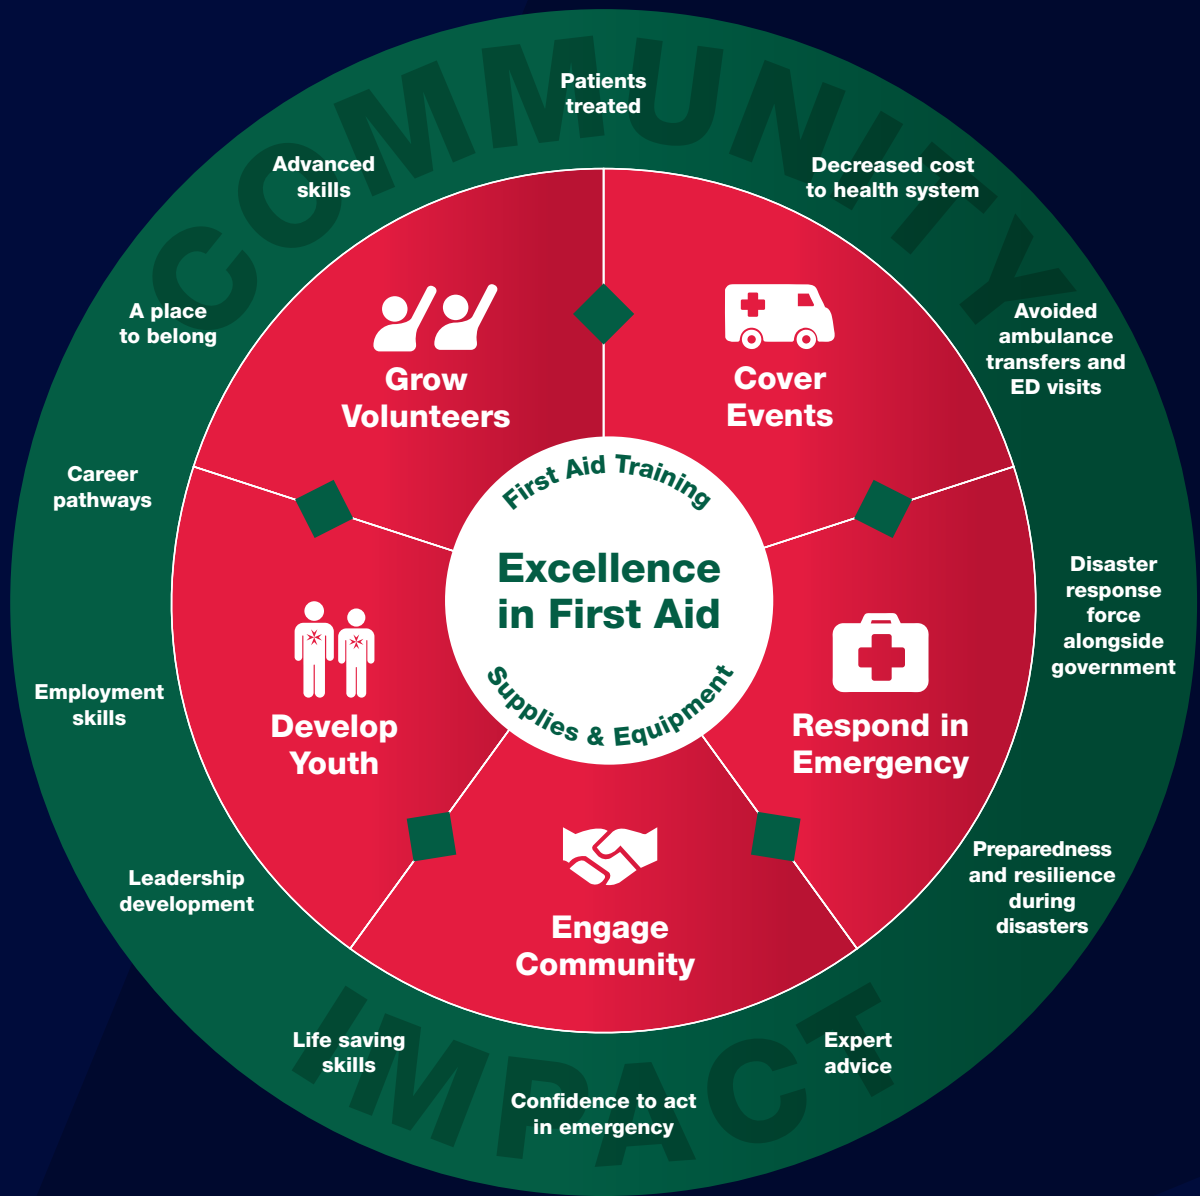 COMMUNITY
Patients
treated
Decreased cost
to health system
Avoided
ambulance
transfers and
ED visits
Disaster
response
force
alongside
government
Preparedness
and resilience
during
disasters
Expert
advice
Confidence to act
in emergency
Life saving
skills
Leadership
development
Employment
skills
Career
pathways
A place
to belong
Advanced
skills
IMPACT
Grow
Volunteers
Cover
Events
Respond in
Emergency
Engage
Community
Develop
Youth
First Aid Training
Excellence
in First Aid
Supplies & Equipment